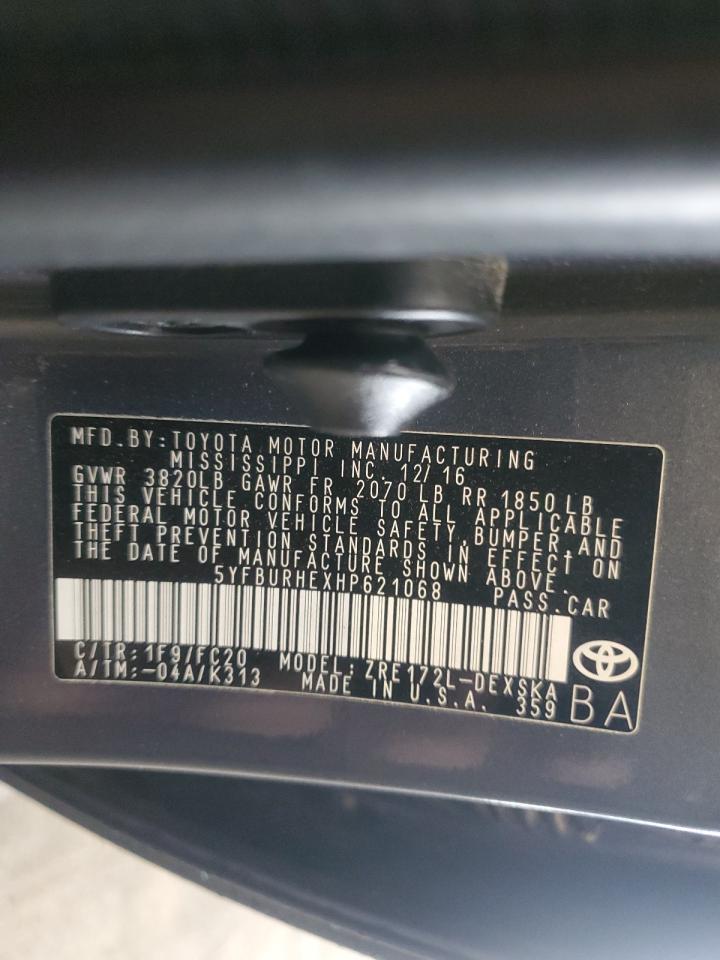 MFD.BY:TOYOTA MOTOR MANUFACTURING
MISSISSIPPI INC. 12/16
GVWR 3820LB GAWR FR 2070 LB RR 1850 LB
THIS VEHICLE CONFORMS TO ALL APPLICABLE
FEDERAL MOTOR VEHICLE SAFETY,BUMPER,AND
THEFT PREVENTION STANDARDS IN EFFECT ON
THE DATE OF MANUFACTURE SHOWN ABOVE.
5YFBURHEXHP621068 PASS.CAR
C/TR:1F9/FC20 MODEL:ZRE172L-DEXSKA
A/TM:-04A/K313 MADE IN U.S.A. 359
BA